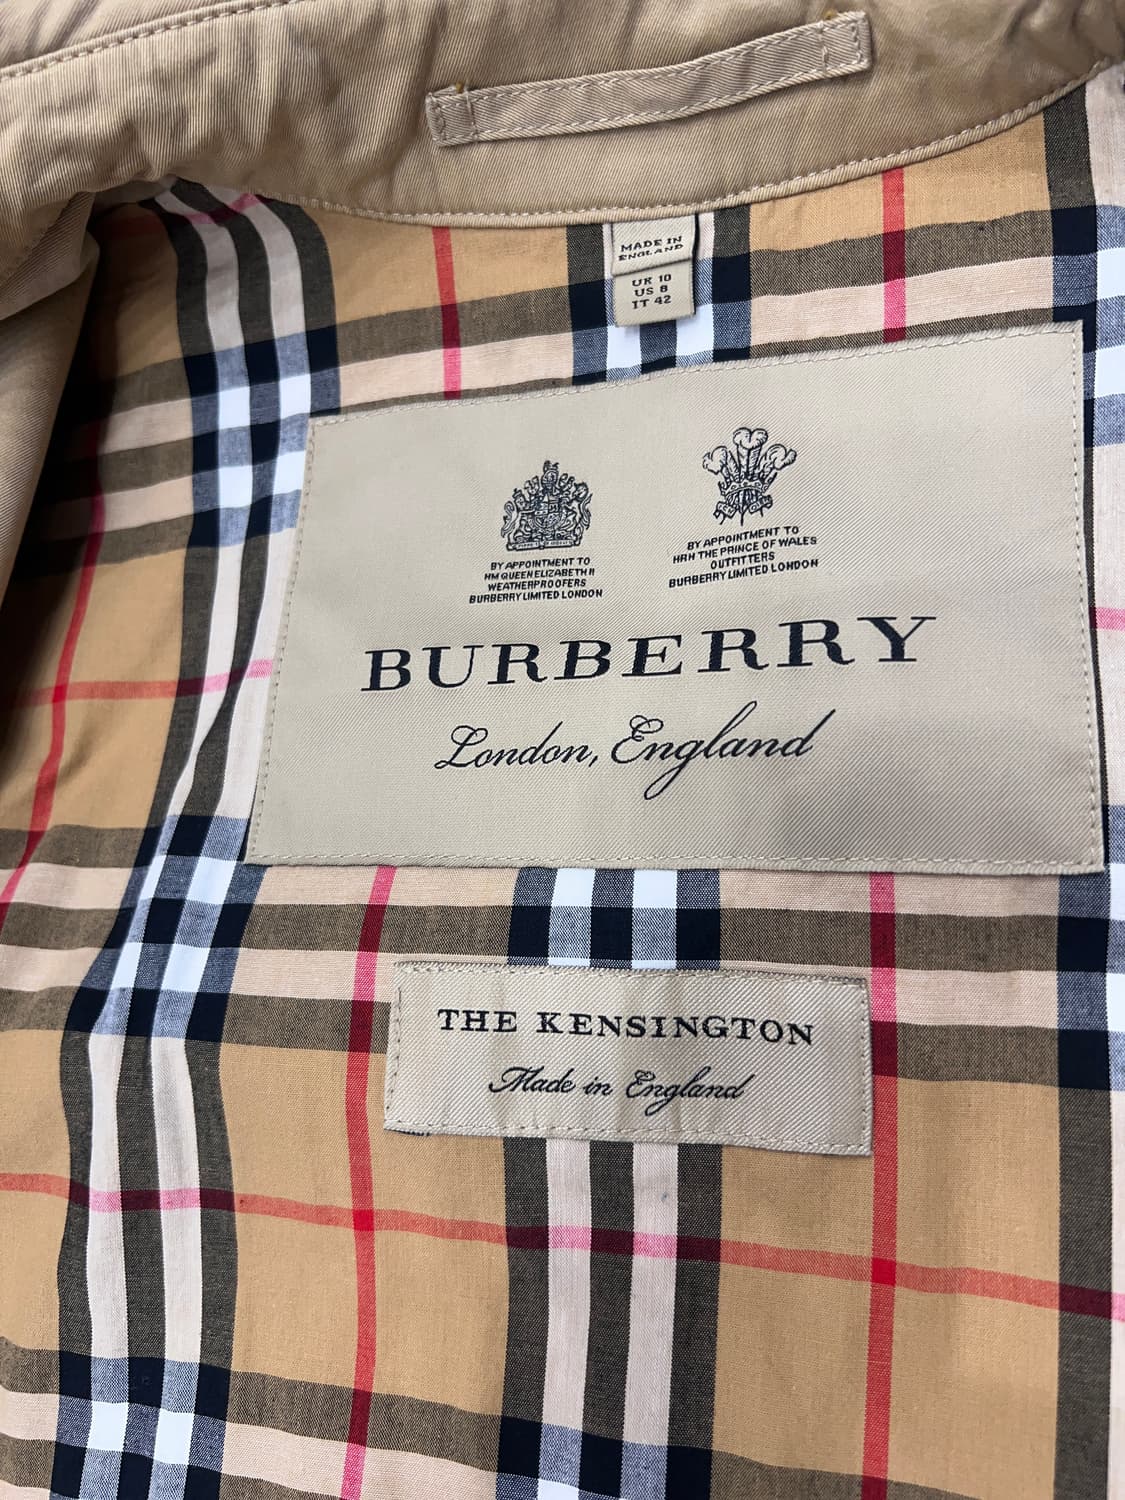 MADE IN
ENGLAND
UK 10
US 8
IT 42
BY APPOINTMENT TO
HM QUEEN ELIZABETH II
WEATHERPROOFERS
BURBERRY LIMITED LONDON
BY APPOINTMENT TO
HRH THE PRINCE OF WALES
OUTFITTERS
BURBERRY LIMITED LONDON
BURBERRY
London, England
THE KENSINGTON
Made in England